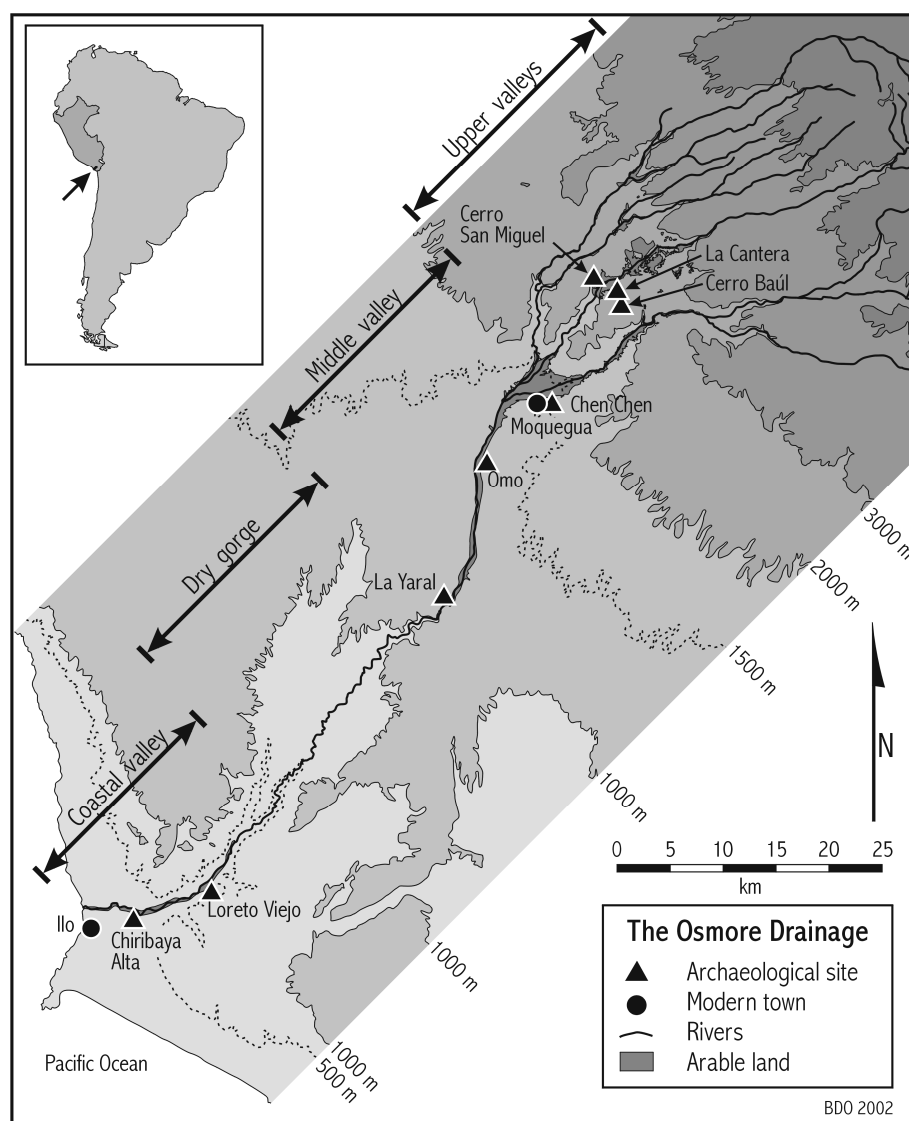 Upper valleys
Cerro
San Miguel
La Cantera
Cerro Baúl
Middle valley
Chen Chen
Moquegua
Omo
3000 m
Dry gorge
2000 m
La Yaral
1500 m
N
Coastal valley
1000 m
0 5 10 15 20 25
km
Loreto Viejo
Ilo
Chiribaya
Alta
1000 m
The Osmore Drainage
Archaeological site
Modern town
Rivers
Arable land
1000 m
500 m
Pacific Ocean
BDO 2002